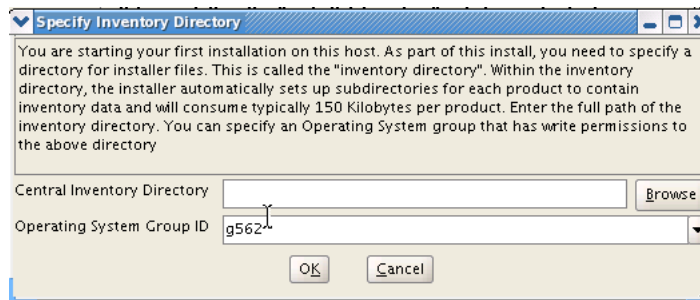 Specify Inventory Directory
You are starting your first installation on this host. As part of this install, you need to specify a
directory for installer files. This is called the "inventory directory". Within the inventory
directory, the installer automatically sets up subdirectories for each product to contain
inventory data and will consume typically 150 Kilobytes per product. Enter the full path of the
inventory directory. You can specify an Operating System group that has write permissions to
the above directory
Central Inventory Directory
Browse
Operating System Group ID
g562
OK
Cancel